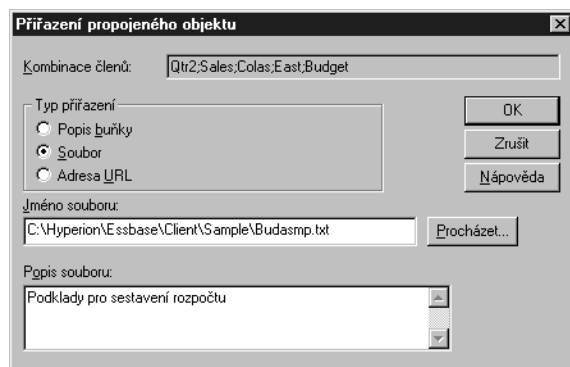 Přiřazení propojeného objektu
Kombinace členů: Qtr2;Sales;Colas;East;Budget
Typ přiřazení
Popis buňky
Soubor
Adresa URL
OK
Zrušit
Nápověda
Jméno souboru:
C:\Hyperion\Essbase\Client\Sample\Budasmp.txt Procházet...
Popis souboru:
Podklady pro sestavení rozpočtu